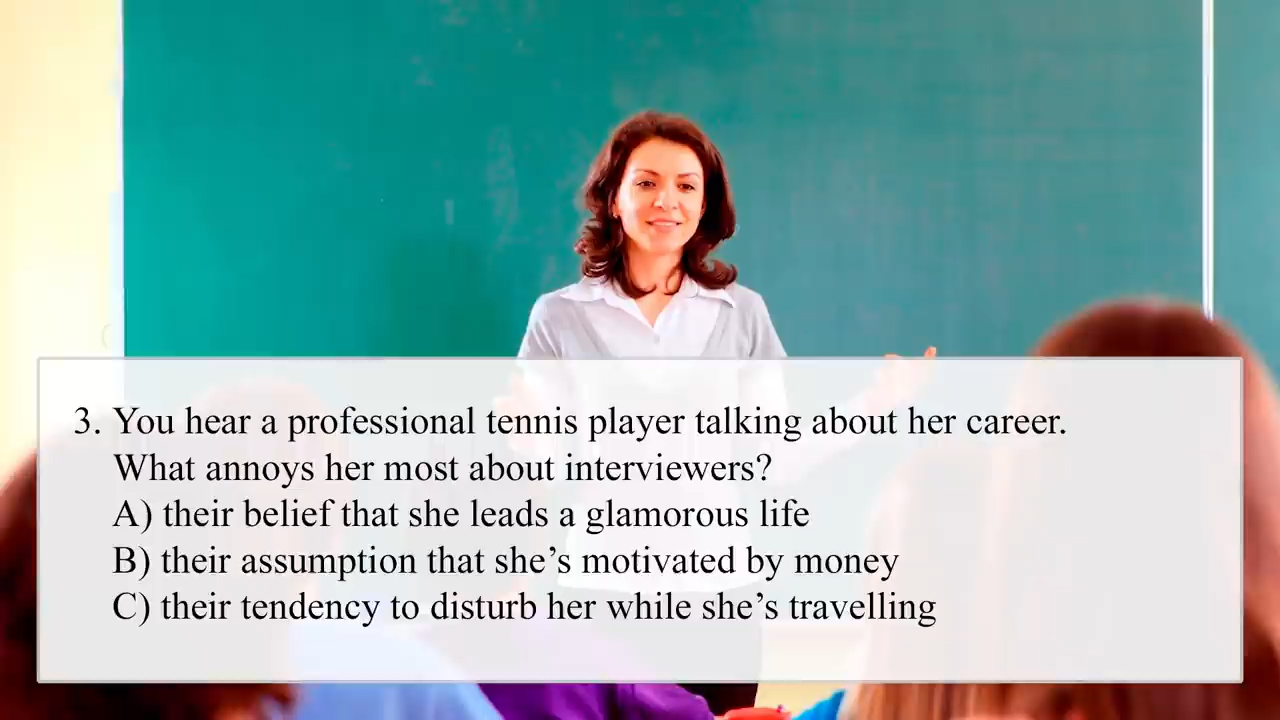 3. You hear a professional tennis player talking about her career.
What annoys her most about interviewers?
A) their belief that she leads a glamorous life
B) their assumption that she’s motivated by money
C) their tendency to disturb her while she’s travelling